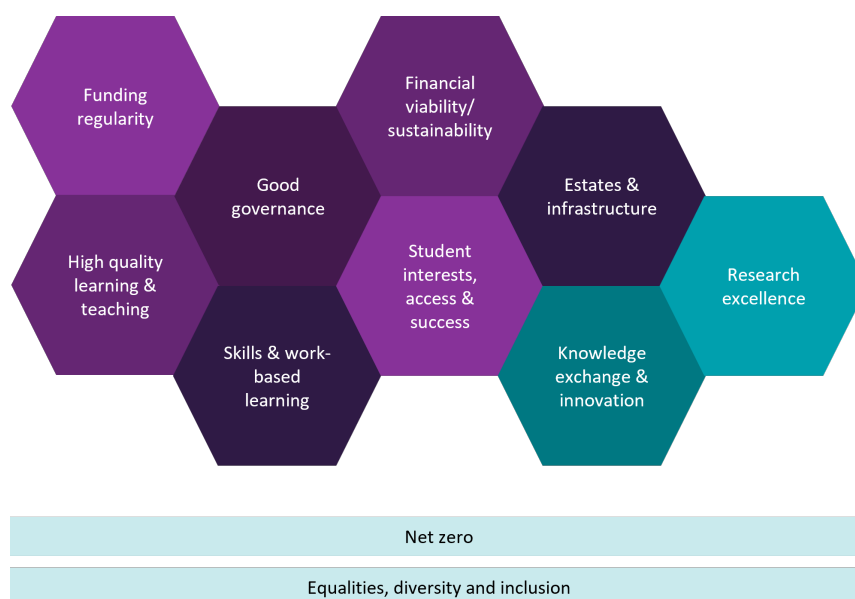 Funding
regularity
Financial
viability/
sustainability
Good
governance
Estates &
infrastructure
High quality
learning &
teaching
Student
interests,
access &
success
Research
excellence
Skills & work-
based
learning
Knowledge
exchange &
innovation
Net zero
Equalities, diversity and inclusion